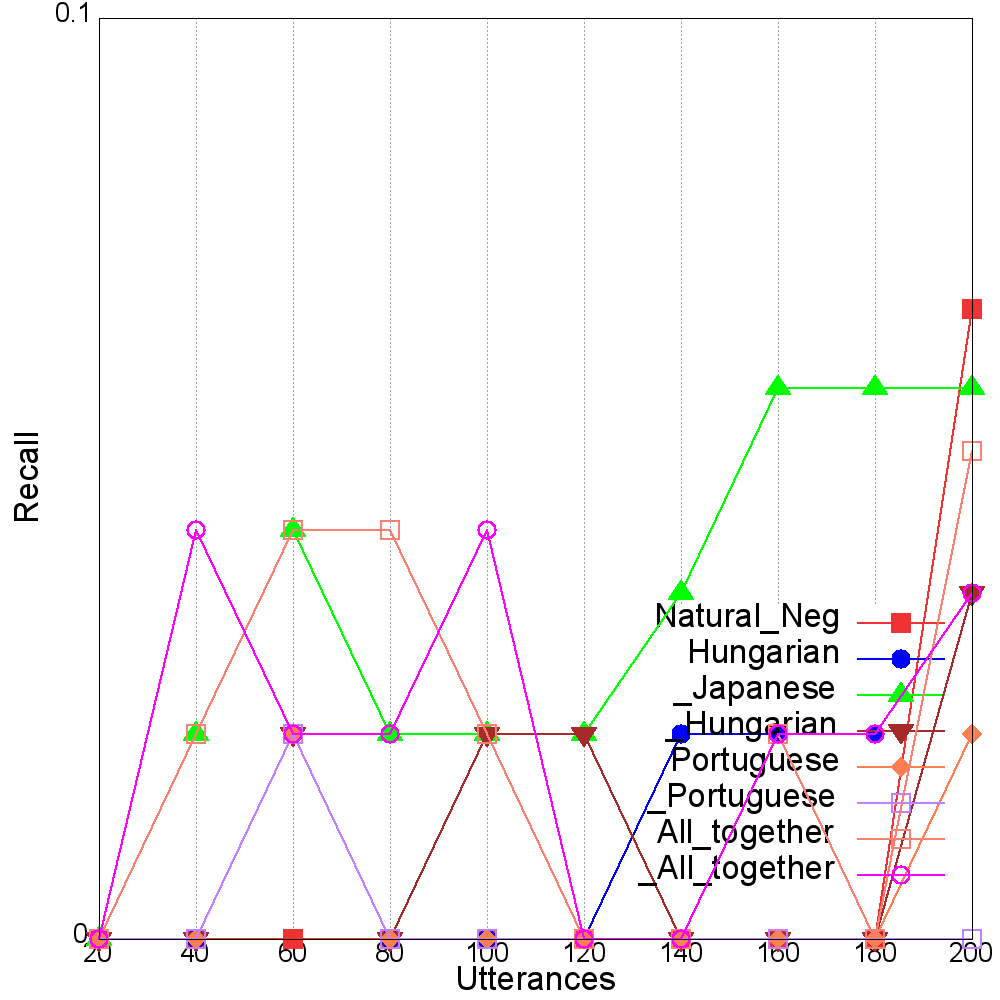 0.1
Recall
Natural_Neg
Hungarian
_Japanese
_Hungarian
Portuguese
_Portuguese
All_together
_All_together
0
20 40 60 80 100 120 140 160 180 200
Utterances